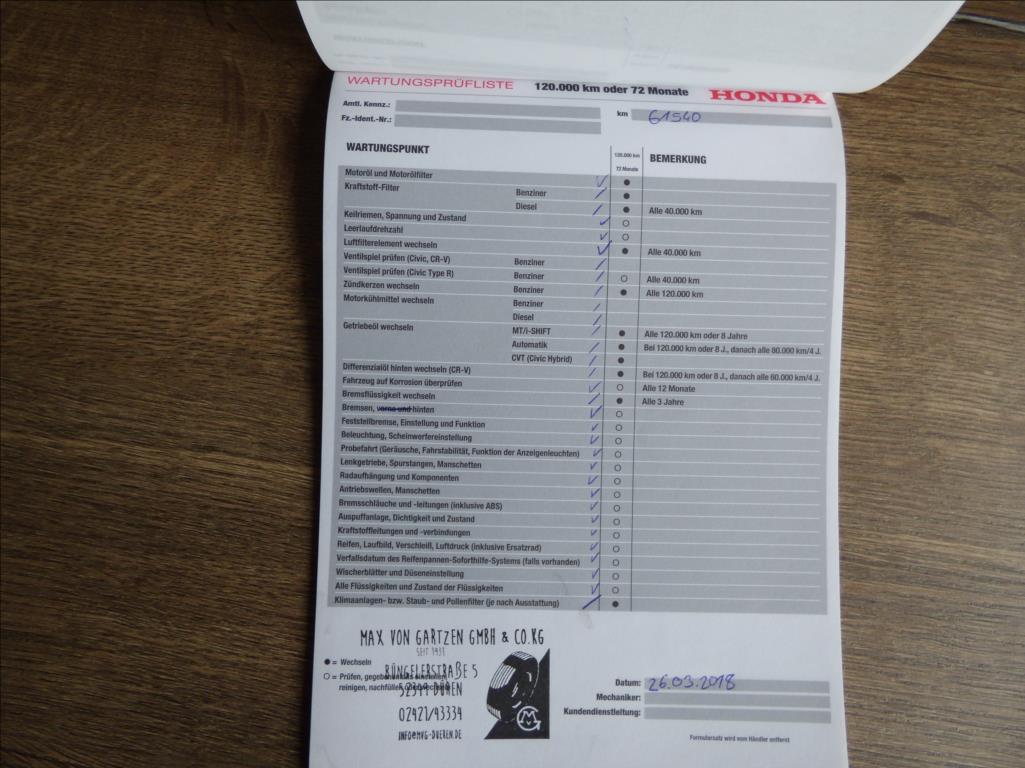 WARTUNGSPRÜFLISTE 120.000 km oder 72 Monate HONDA
Amtl. Kennz.:
Fz.-Ident.-Nr.: km 61540
WARTUNGSPUNKT 120.000 km 72 Monate BEMERKUNG
Motoröl und Motorölfilter
Kraftstoff-Filter Benziner
Diesel Alle 40.000 km
Keilriemen, Spannung und Zustand
Leerlaufdrehzahl
Luftfilterelement wechseln Alle 40.000 km
Ventilspiel prüfen (Civic, CR-V) Benziner
Ventilspiel prüfen (Civic Type R) Benziner Alle 40.000 km
Zündkerzen wechseln Benziner Alle 120.000 km
Motorkühlmittel wechseln Benziner
Diesel
Getriebeöl wechseln MT/i-SHIFT Alle 120.000 km oder 8 Jahre
Automatik Bei 120.000 km oder 8 J., danach alle 80.000 km/4 J.
CVT (Civic Hybrid)
Differenzialöl hinten wechseln (CR-V) Bei 120.000 km oder 8 J., danach alle 60.000 km/4 J.
Fahrzeug auf Korrosion überprüfen Alle 12 Monate
Bremsflüssigkeit wechseln Alle 3 Jahre
Bremsen, vorne und hinten
Feststellbremse, Einstellung und Funktion
Beleuchtung, Scheinwerfereinstellung
Probefahrt (Geräusche, Fahrstabilität, Funktion der Anzeigenleuchten)
Lenkgetriebe, Spurstangen, Manschetten
Radaufhängung und Komponenten
Antriebswellen, Manschetten
Bremsschläuche und -leitungen (inklusive ABS)
Auspuffanlage, Dichtigkeit und Zustand
Kraftstoffleitungen und -verbindungen
Reifen, Laufbild, Verschleiß, Luftdruck (inklusive Ersatzrad)
Verfallsdatum des Reifenpannen-Soforthilfe-Systems (falls vorhanden)
Wischerblätter und Düseneinstellung
Alle Flüssigkeiten und Zustand der Flüssigkeiten
Klimaanlagen- bzw. Staub- und Pollenfilter (je nach Ausstattung)
MAX VON GARTZEN GMBH & CO.KG
SEIT 1931
● = Wechseln
RÜNGELERSTRAßE 5
○ = Prüfen,
52349 DÜREN
reinigen, nachfüllen
02421/43334
INFO@MVG-DUEREN.DE
Datum: 26.03.2018
Mechaniker:
Kundendienstleitung:
Formularsatz wird vom Händler entfernt